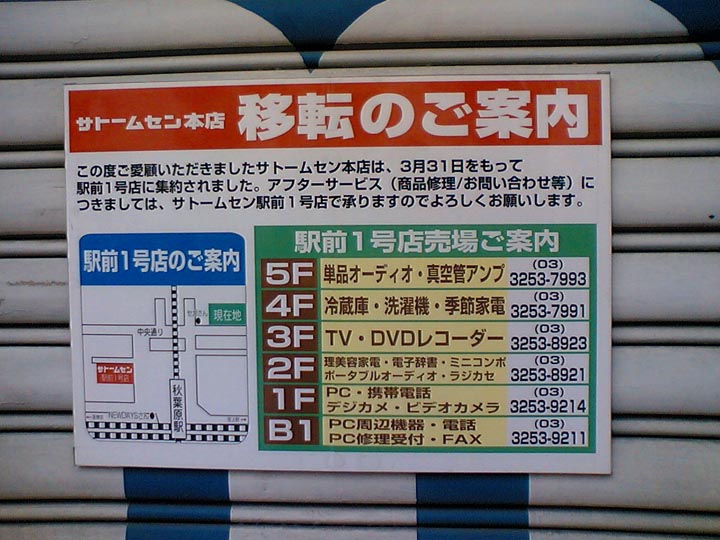 サトームセン本店 移転のご案内
この度ご愛顧いただきましたサトームセン本店は、3月31日をもって
駅前1号店に集約されました。アフターサービス（商品修理/お問い合わせ等）に
つきましては、サトームセン駅前1号店で承りますのでよろしくお願いします。
駅前1号店のご案内
現在地
中央通り
サトームセン
駅前1号店
秋葉原駅
NEWDAYS
駅前1号店売場ご案内
5F 単品オーディオ・真空管アンプ (03) 3253-7993
4F 冷蔵庫・洗濯機・季節家電 (03) 3253-7991
3F TV・DVDレコーダー (03) 3253-8923
2F 理美容家電・電子辞書・ミニコンポ
ポータブルオーディオ・ラジカセ (03) 3253-8921
1F PC・携帯電話
デジカメ・ビデオカメラ (03) 3253-9214
B1 PC周辺機器・電話
PC修理受付・FAX (03) 3253-9211